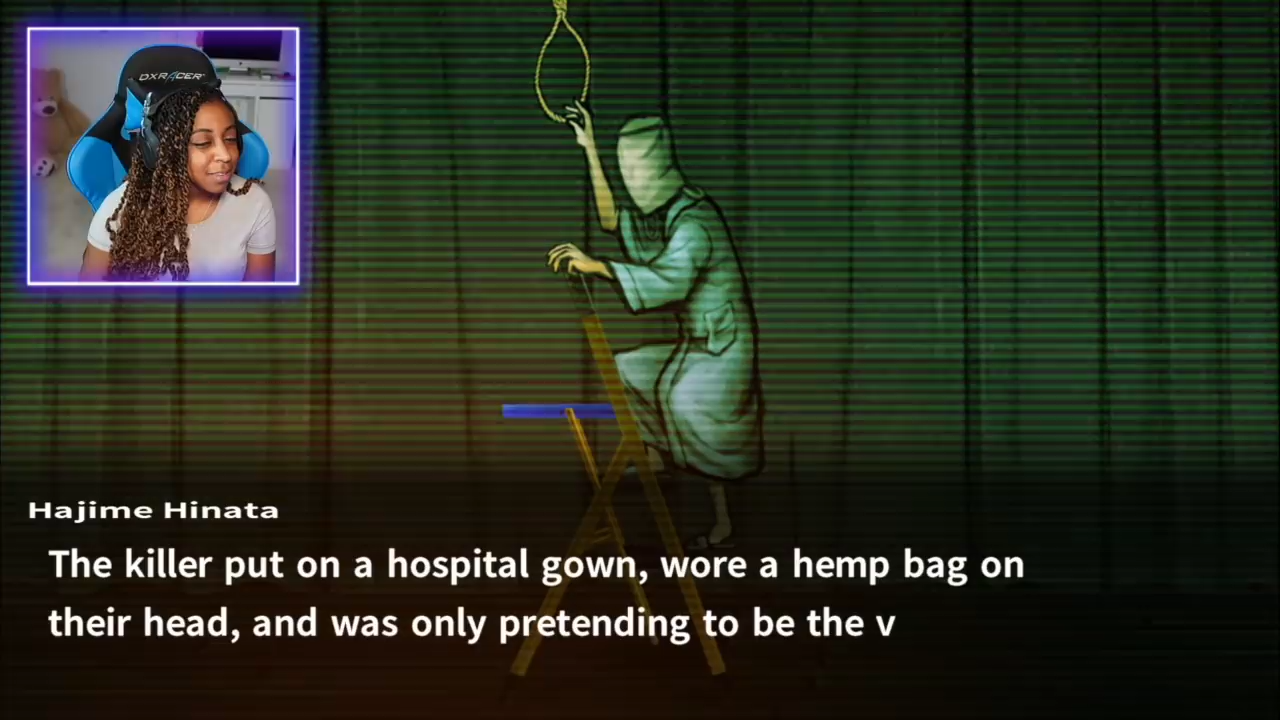 DXRACER
Hajime Hinata
The killer put on a hospital gown, wore a hemp bag on
their head, and was only pretending to be the v